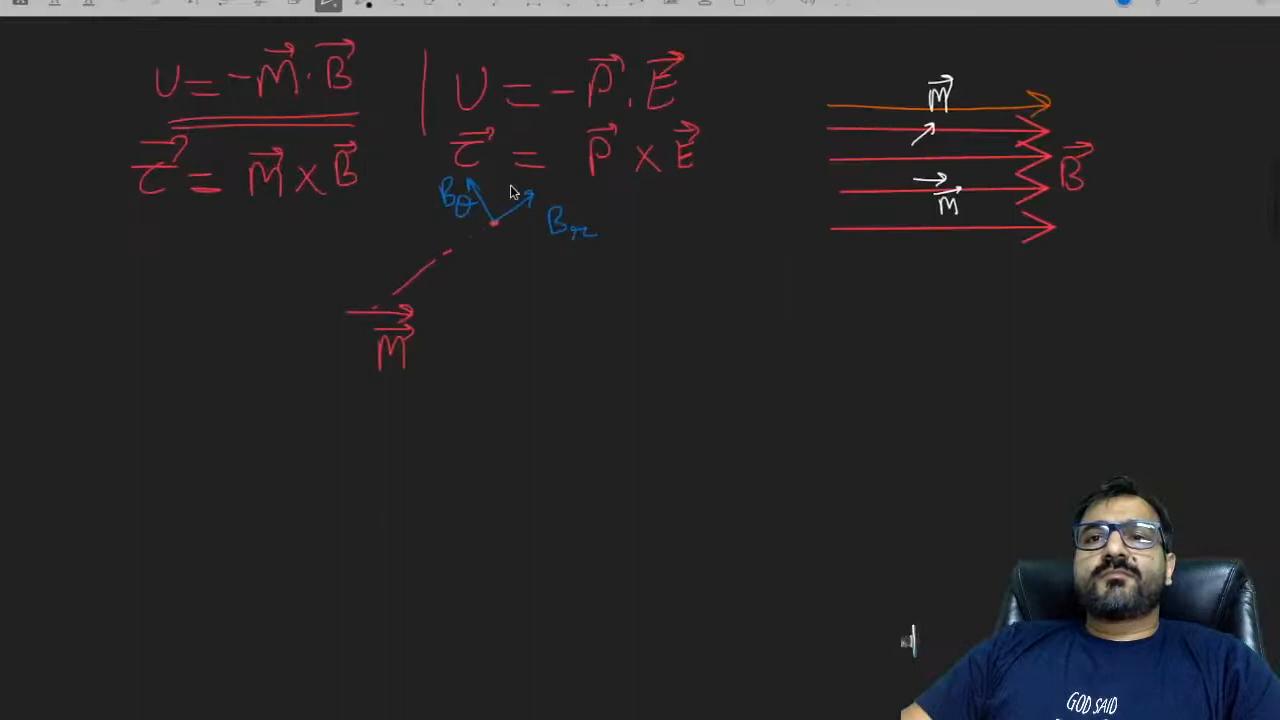 U = -M⃗ · B⃗ | U = -P⃗ . E⃗
τ⃗ = M⃗ × B⃗
τ⃗ = P⃗ × E⃗
M⃗
B⃗
M⃗
Bθ
Br
M⃗
GOD SAID